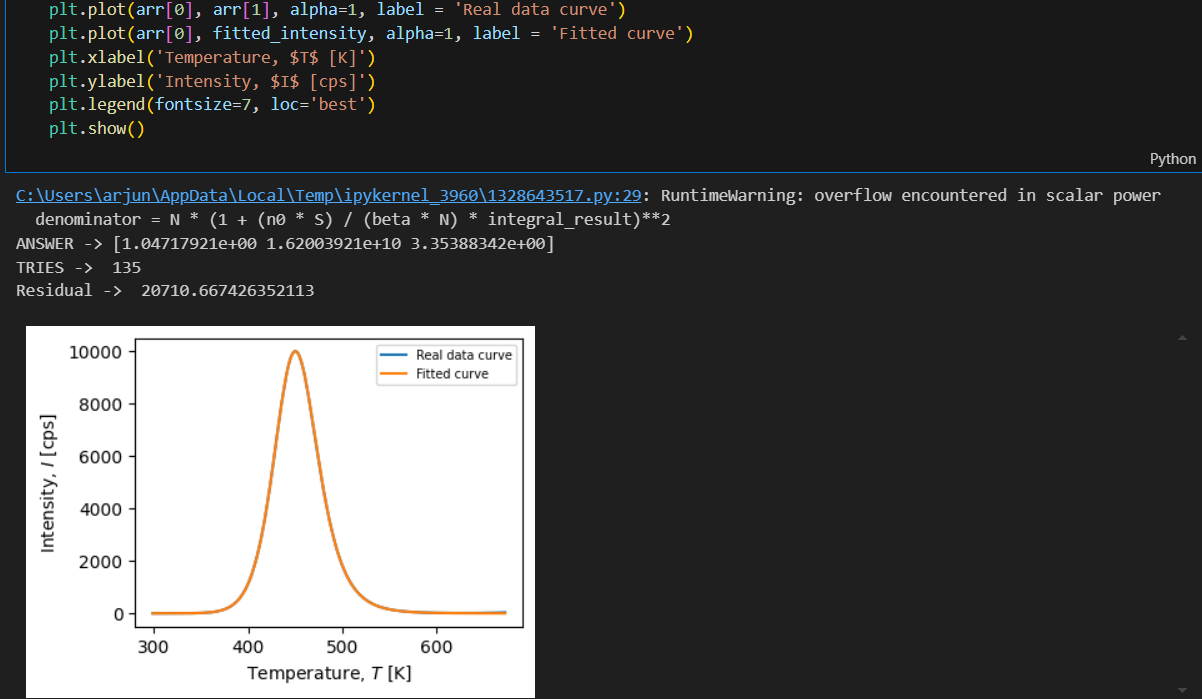 plt.plot(arr[0], arr[1], alpha=1, label = 'Real data curve')
plt.plot(arr[0], fitted_intensity, alpha=1, label = 'Fitted curve')
plt.xlabel('Temperature, $T$ [K]')
plt.ylabel('Intensity, $I$ [cps]')
plt.legend(fontsize=7, loc='best')
plt.show()
Python
C:\Users\arjun\AppData\Local\Temp\ipykernel_3960\1328643517.py:29: RuntimeWarning: overflow encountered in scalar power
  denominator = N * (1 + (n0 * S) / (beta * N) * integral_result)**2
ANSWER -> [1.04717921e+00 1.62003921e+10 3.35388342e+00]
TRIES ->  135
Residual ->  20710.667426352113
Real data curve
Fitted curve
10000
8000
6000
4000
2000
0
Intensity, I [cps]
300 400 500 600
Temperature, T [K]